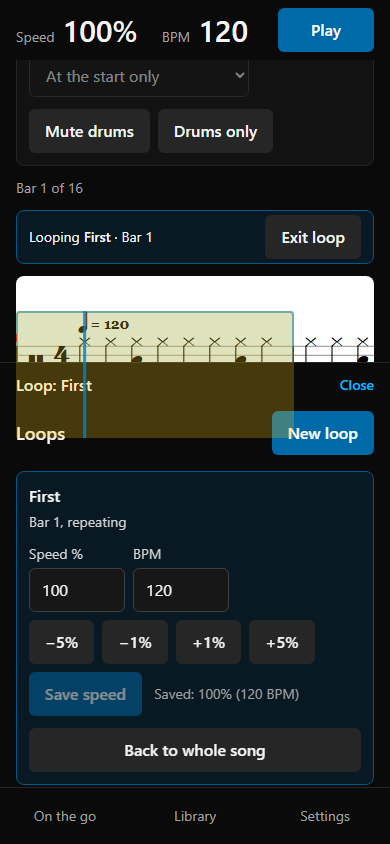 Speed 100% BPM 120 Play
At the start only
Mute drums Drums only
Bar 1 of 16
Looping First · Bar 1 Exit loop
= 120
4
Loop: First Close
Loops New loop
First
Bar 1, repeating
Speed % BPM
100 120
−5% −1% +1% +5%
Save speed Saved: 100% (120 BPM)
Back to whole song
On the go Library Settings